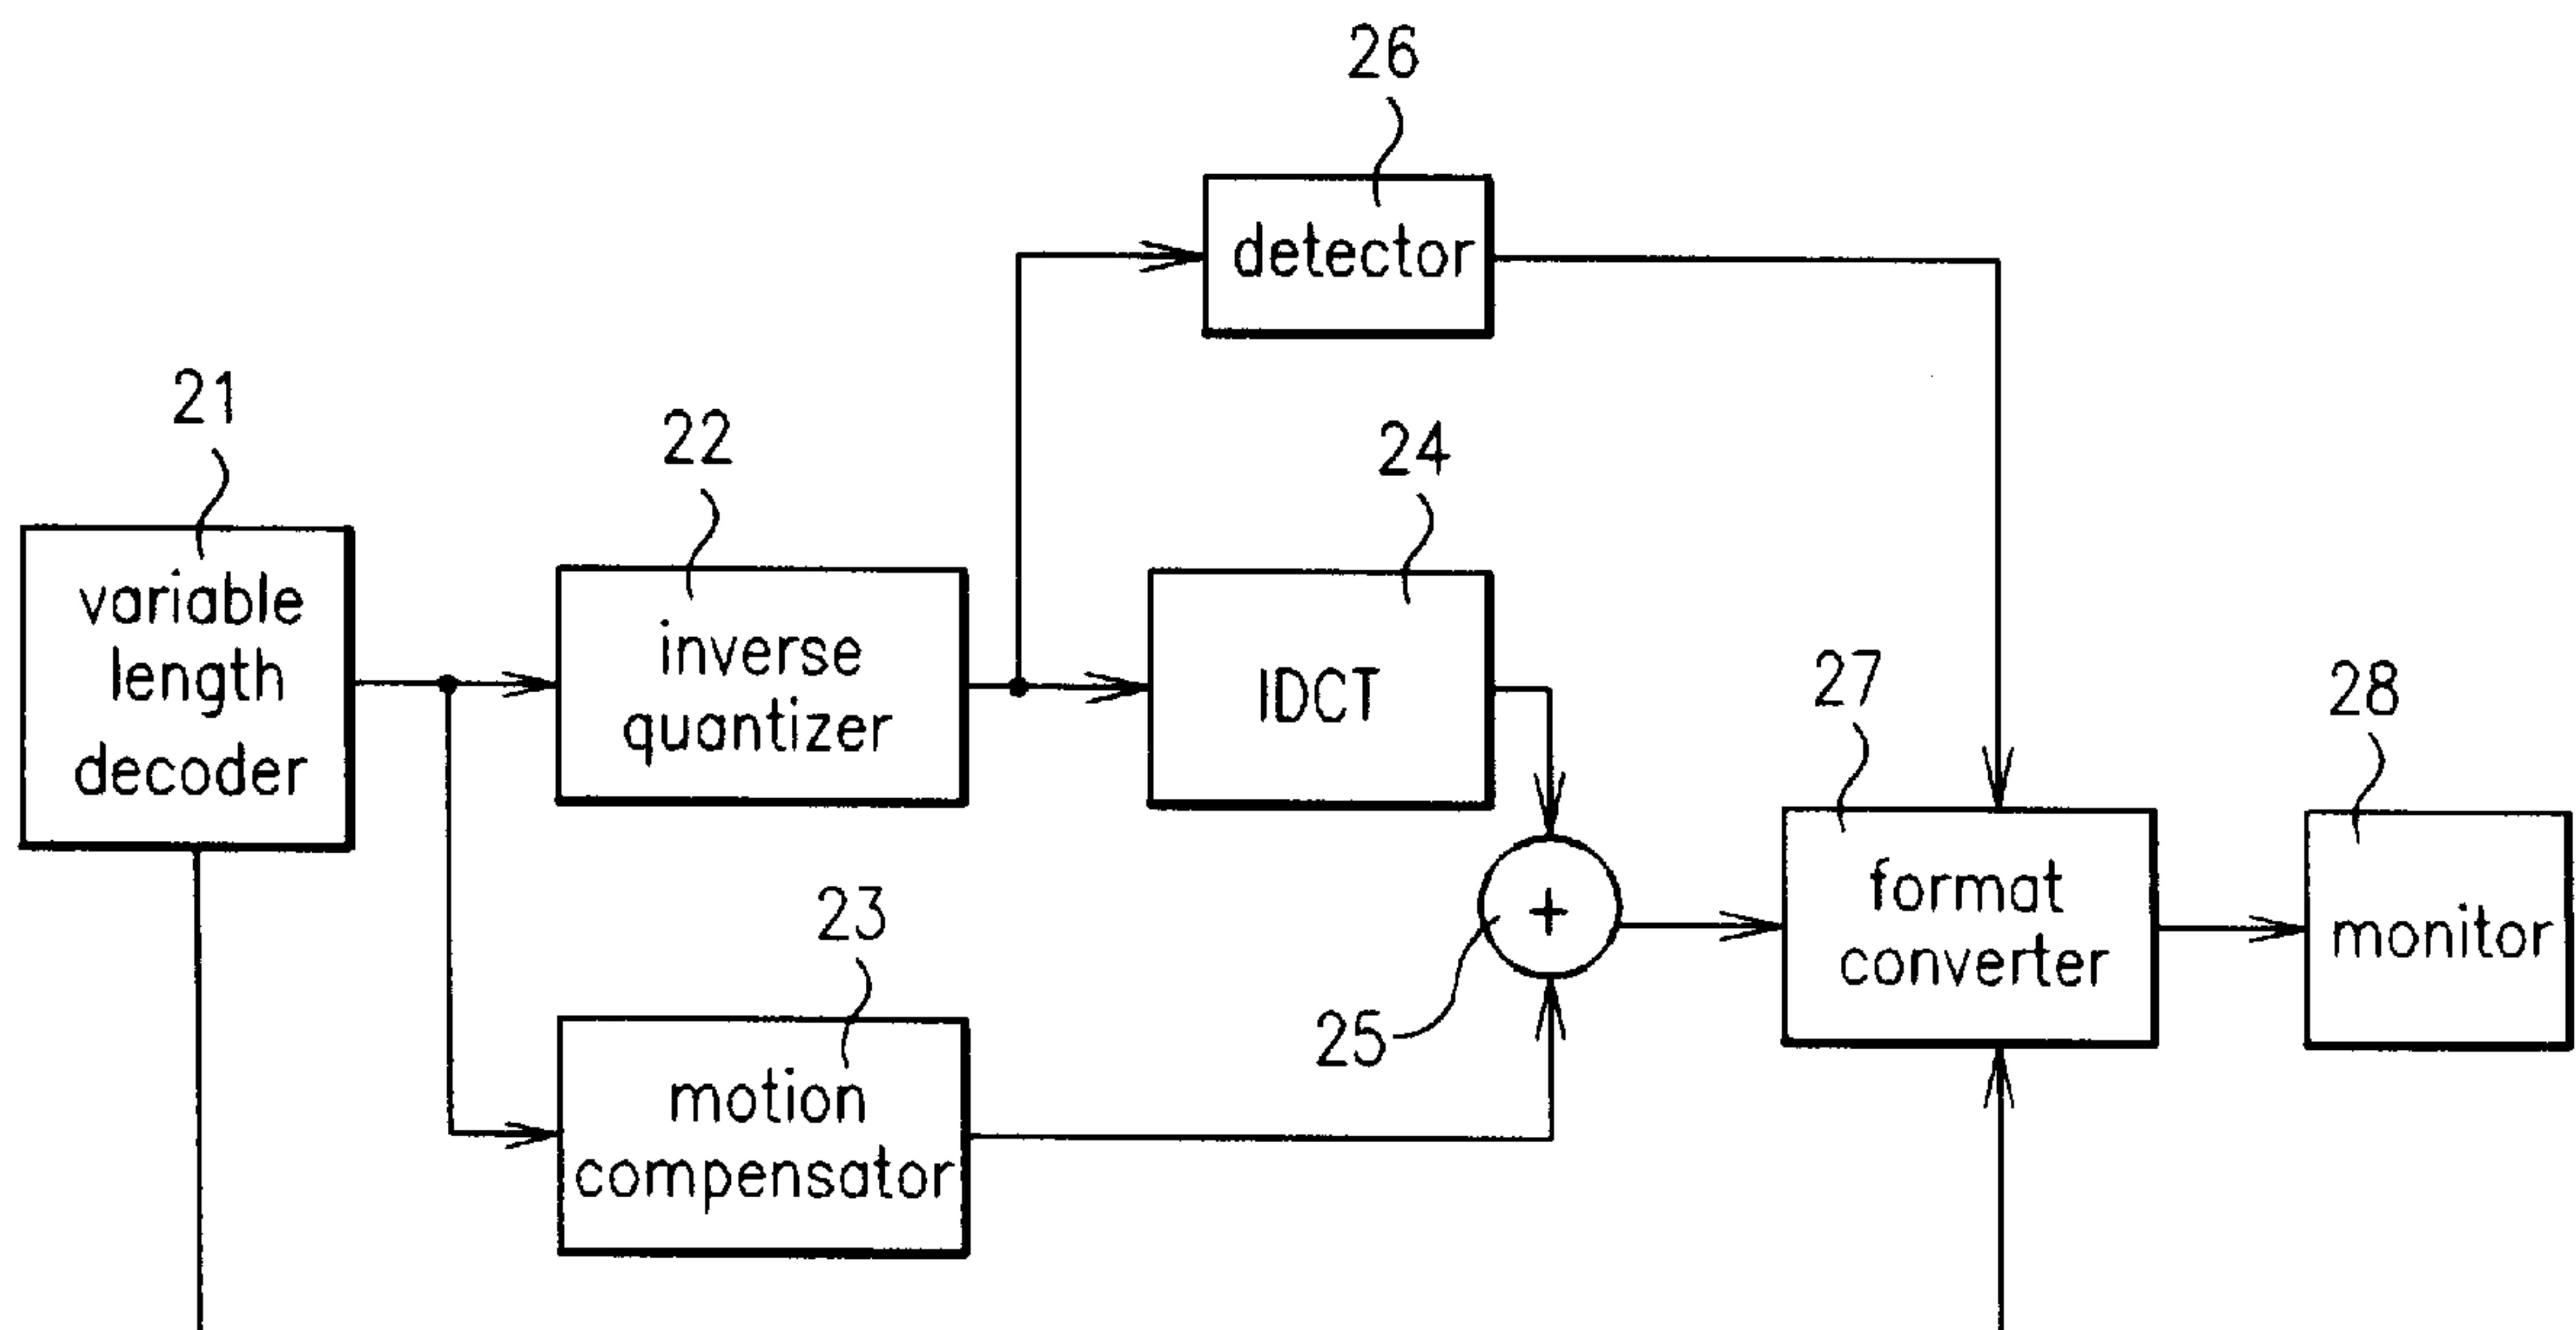 26
detector
21
22
24
variable
length
decoder
inverse
quantizer
IDCT
27
28
23
+
format
converter
monitor
25
motion
compensator